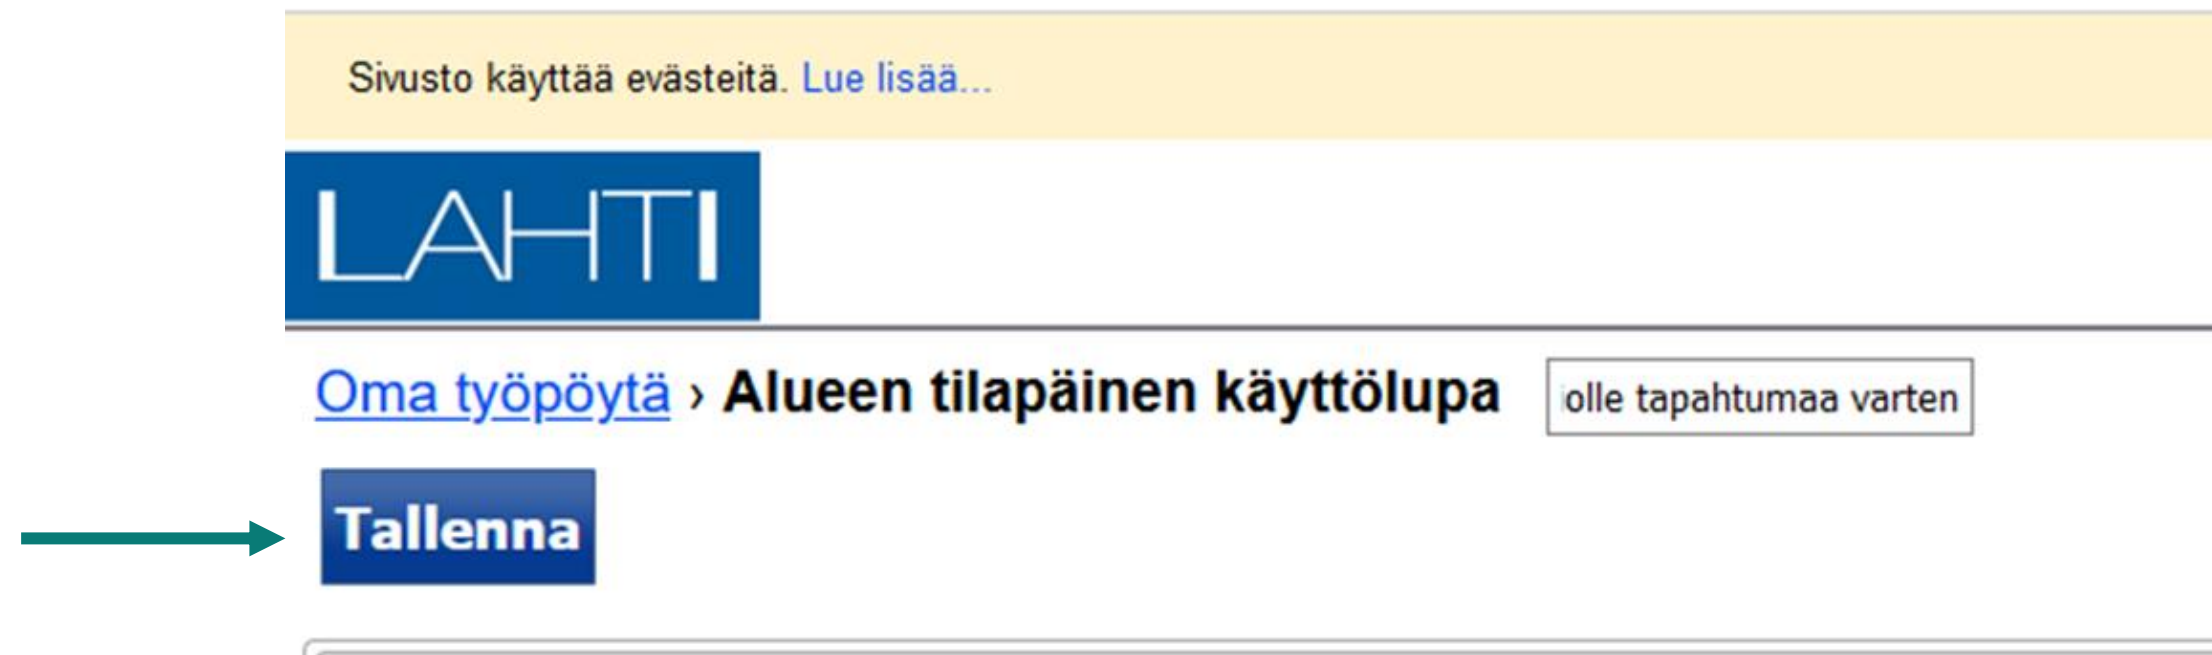 Sivusto käyttää evästeitä. Lue lisää...
LAHTI
Oma työpöytä › Alueen tilapäinen käyttölupa olle tapahtumaa varten
Tallenna